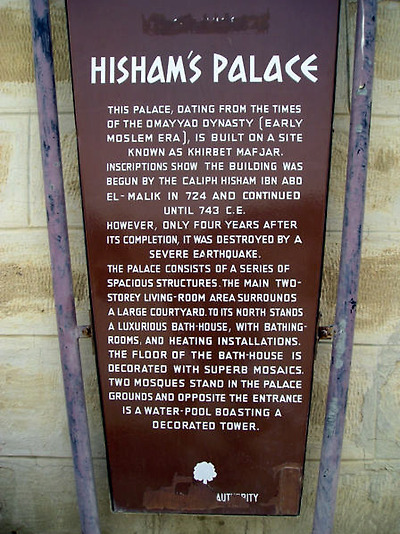 HISHAM'S PALACE
THIS PALACE, DATING FROM THE TIMES
OF THE OMAYYAD DYNASTY (EARLY
MOSLEM ERA), IS BUILT ON A SITE
KNOWN AS KHIRBET MAFJAR.
INSCRIPTIONS SHOW THE BUILDING WAS
BEGUN BY THE CALIPH HISHAM IBN ABD
EL-MALIK IN 724 AND CONTINUED
UNTIL 743 C.E.
HOWEVER, ONLY FOUR YEARS AFTER
ITS COMPLETION, IT WAS DESTROYED BY A
SEVERE EARTHQUAKE.
THE PALACE CONSISTS OF A SERIES OF
SPACIOUS STRUCTURES. THE MAIN TWO-
STOREY LIVING-ROOM AREA SURROUNDS
A LARGE COURTYARD. TO ITS NORTH STANDS
A LUXURIOUS BATH-HOUSE, WITH BATHING-
ROOMS, AND HEATING INSTALLATIONS.
THE FLOOR OF THE BATH-HOUSE IS
DECORATED WITH SUPERB MOSAICS.
TWO MOSQUES STAND IN THE PALACE
GROUNDS AND OPPOSITE THE ENTRANCE
IS A WATER-POOL BOASTING A
DECORATED TOWER.
AUTHORITY